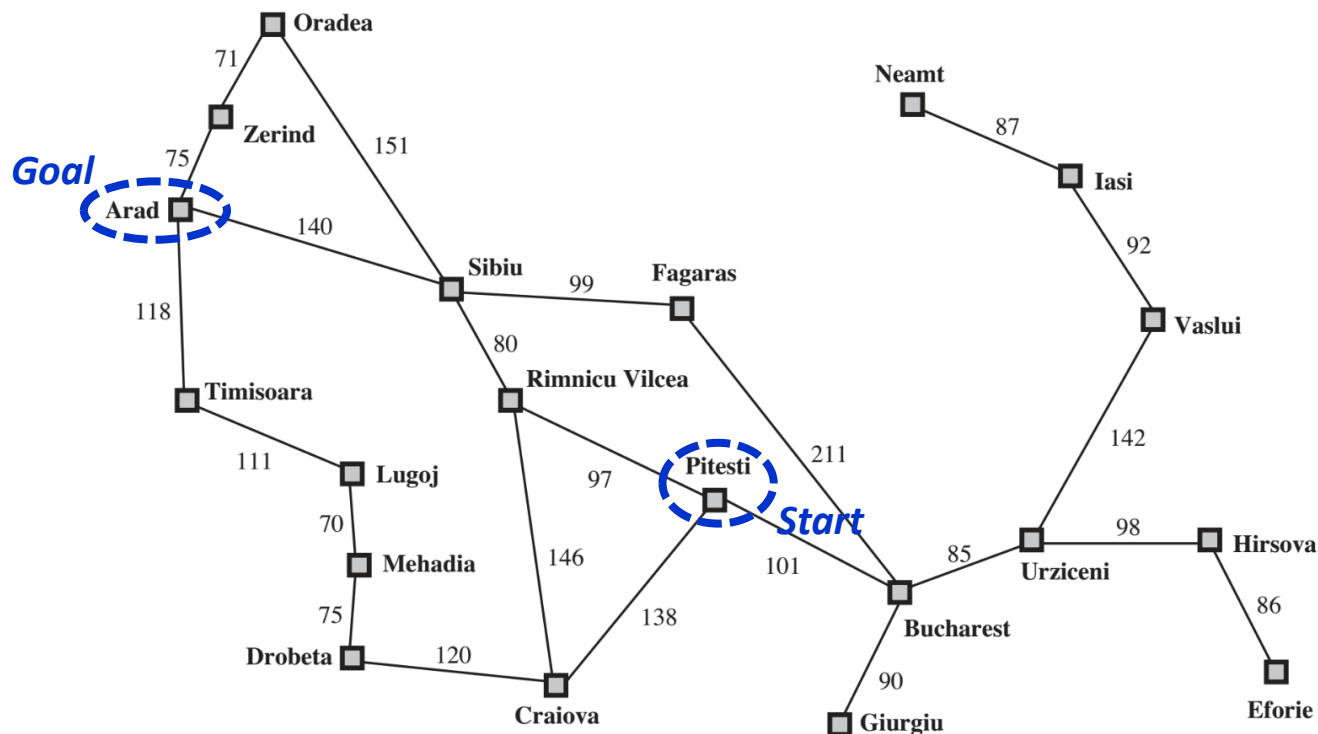 Oradea
71
Neamt
87
Zerind
151
75
Goal
Iasi
Arad
140
92
Sibiu
Fagaras
99
118
Vaslui
80
Timisoara
Rimnicu Vilcea
142
211
111
Lugoj
97
Pitesti
Start
70
98
Hirsova
146
101
85
Mehadia
Urziceni
86
75
138
Bucharest
Drobeta
120
90
Craiova
Giurgiu
Eforie